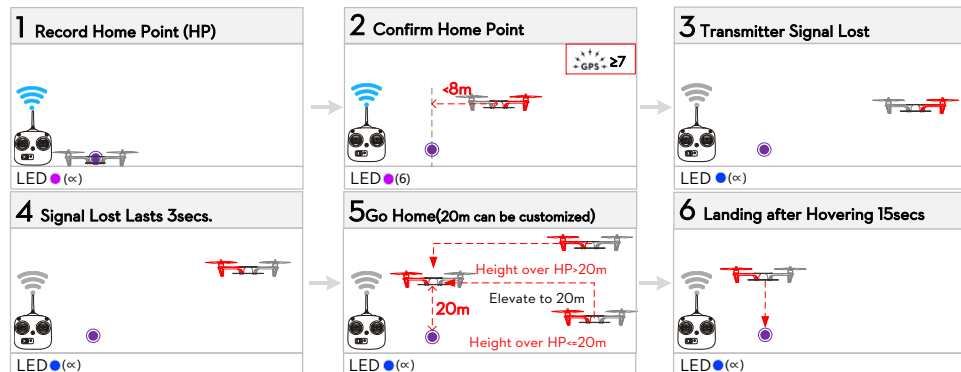 1 Record Home Point (HP)
LED (∝)
2 Confirm Home Point
GPS ≥7
<8m
LED (6)
3 Transmitter Signal Lost
LED (∝)
4 Signal Lost Lasts 3secs.
LED (∝)
5 Go Home(20m can be customized)
Height over HP>20m
Elevate to 20m
20m
Height over HP<=20m
LED (∝)
6 Landing after Hovering 15secs
LED (∝)